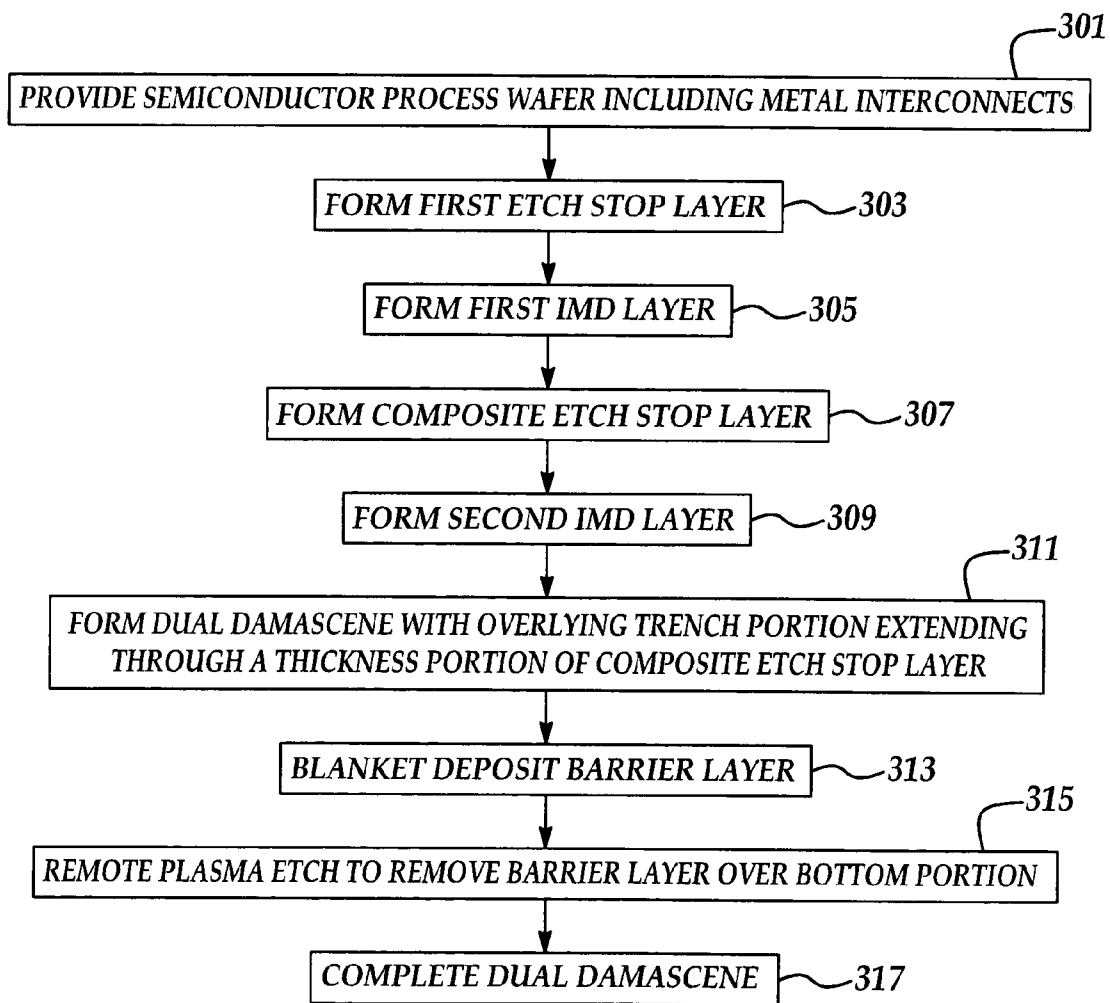 301
PROVIDE SEMICONDUCTOR PROCESS WAFER INCLUDING METAL INTERCONNECTS
FORM FIRST ETCH STOP LAYER 303
FORM FIRST IMD LAYER 305
FORM COMPOSITE ETCH STOP LAYER 307
FORM SECOND IMD LAYER 309
311
FORM DUAL DAMASCENE WITH OVERLYING TRENCH PORTION EXTENDING
THROUGH A THICKNESS PORTION OF COMPOSITE ETCH STOP LAYER
BLANKET DEPOSIT BARRIER LAYER 313
315
REMOTE PLASMA ETCH TO REMOVE BARRIER LAYER OVER BOTTOM PORTION
COMPLETE DUAL DAMASCENE 317